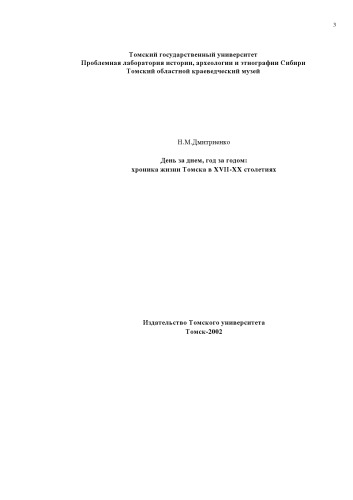 3
Томский государственный университет
Проблемная лаборатория истории, археологии и этнографии Сибири
Томский областной краеведческий музей
Н.М.Дмитриенко
День за днем, год за годом:
хроника жизни Томска в XVII-XX столетиях
Издательство Томского университета
Томск-2002